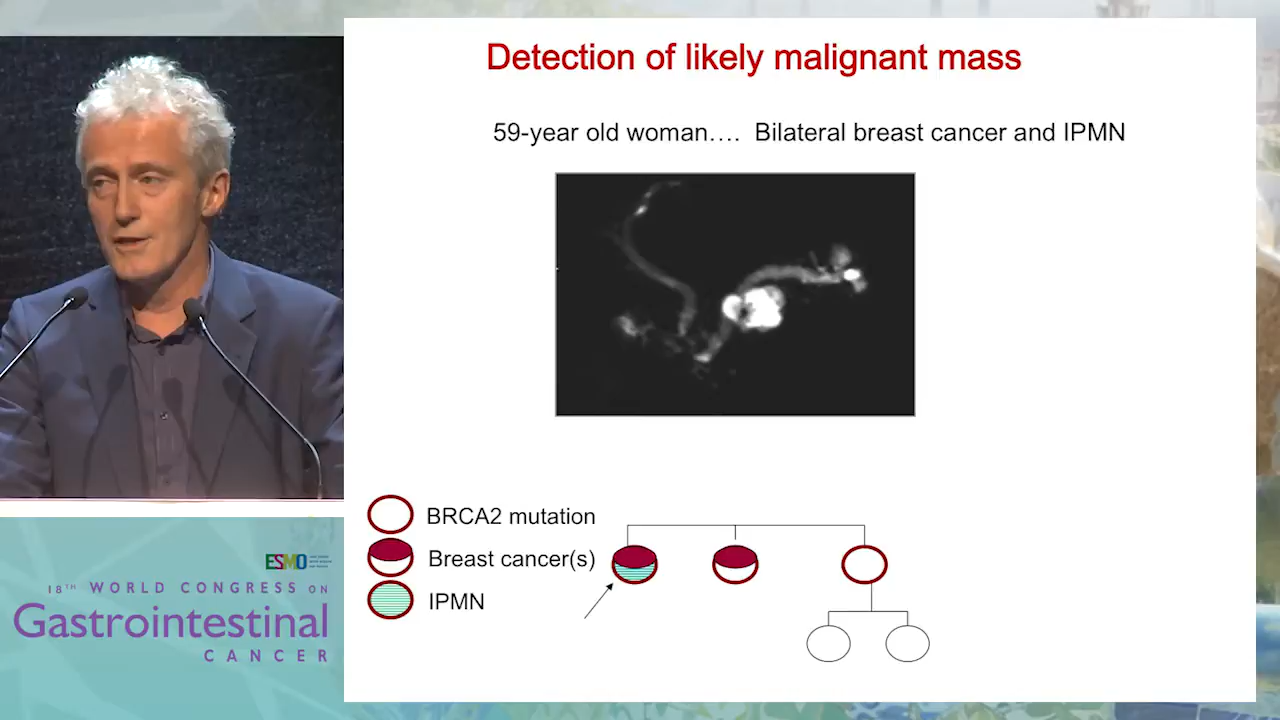 Detection of likely malignant mass
59-year old woman.... Bilateral breast cancer and IPMN
BRCA2 mutation
Breast cancer(s)
IPMN
ESMO
18TH WORLD CONGRESS ON
Gastrointestinal
CANCER